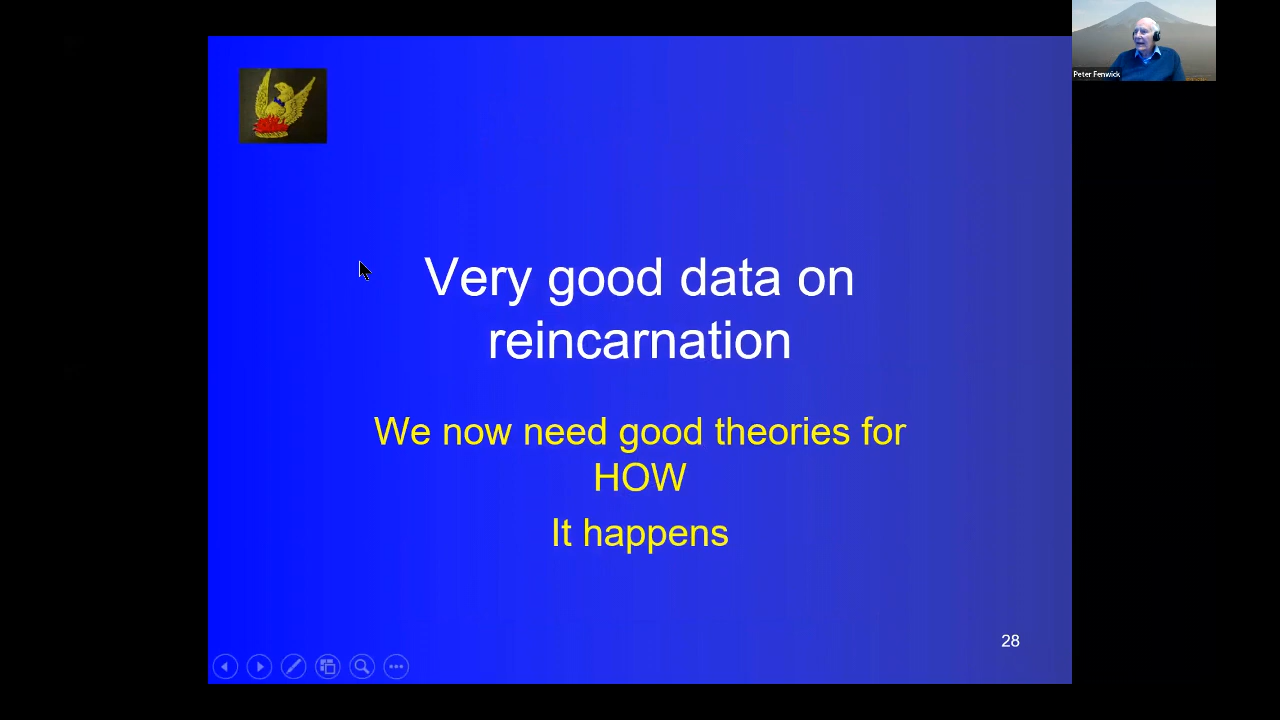 Peter Fenwick
Very good data on
reincarnation
We now need good theories for
HOW
It happens
28